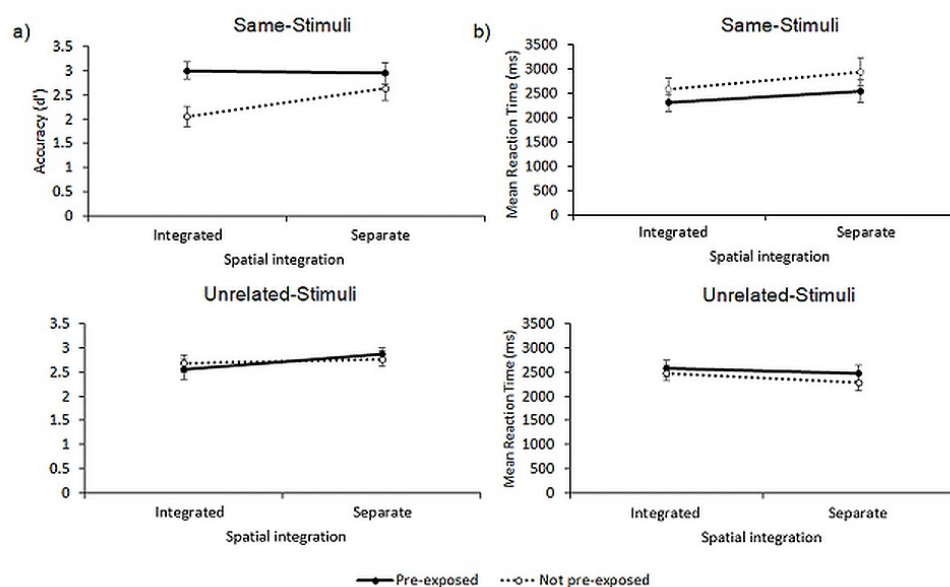 a)
Same-Stimuli
3.5
3
2.5
2
1.5
1
0.5
0
Accuracy (d')
Integrated Separate
Spatial integration
b)
Same-Stimuli
3500
3000
2500
2000
1500
1000
500
0
Mean Reaction Time (ms)
Integrated Separate
Spatial integration
Unrelated-Stimuli
3.5
3
2.5
2
1.5
1
0.5
0
Integrated Separate
Spatial integration
Unrelated-Stimuli
3500
3000
2500
2000
1500
1000
500
0
Mean Reaction Time (ms)
Integrated Separate
Spatial integration
Pre-exposed Not pre-exposed